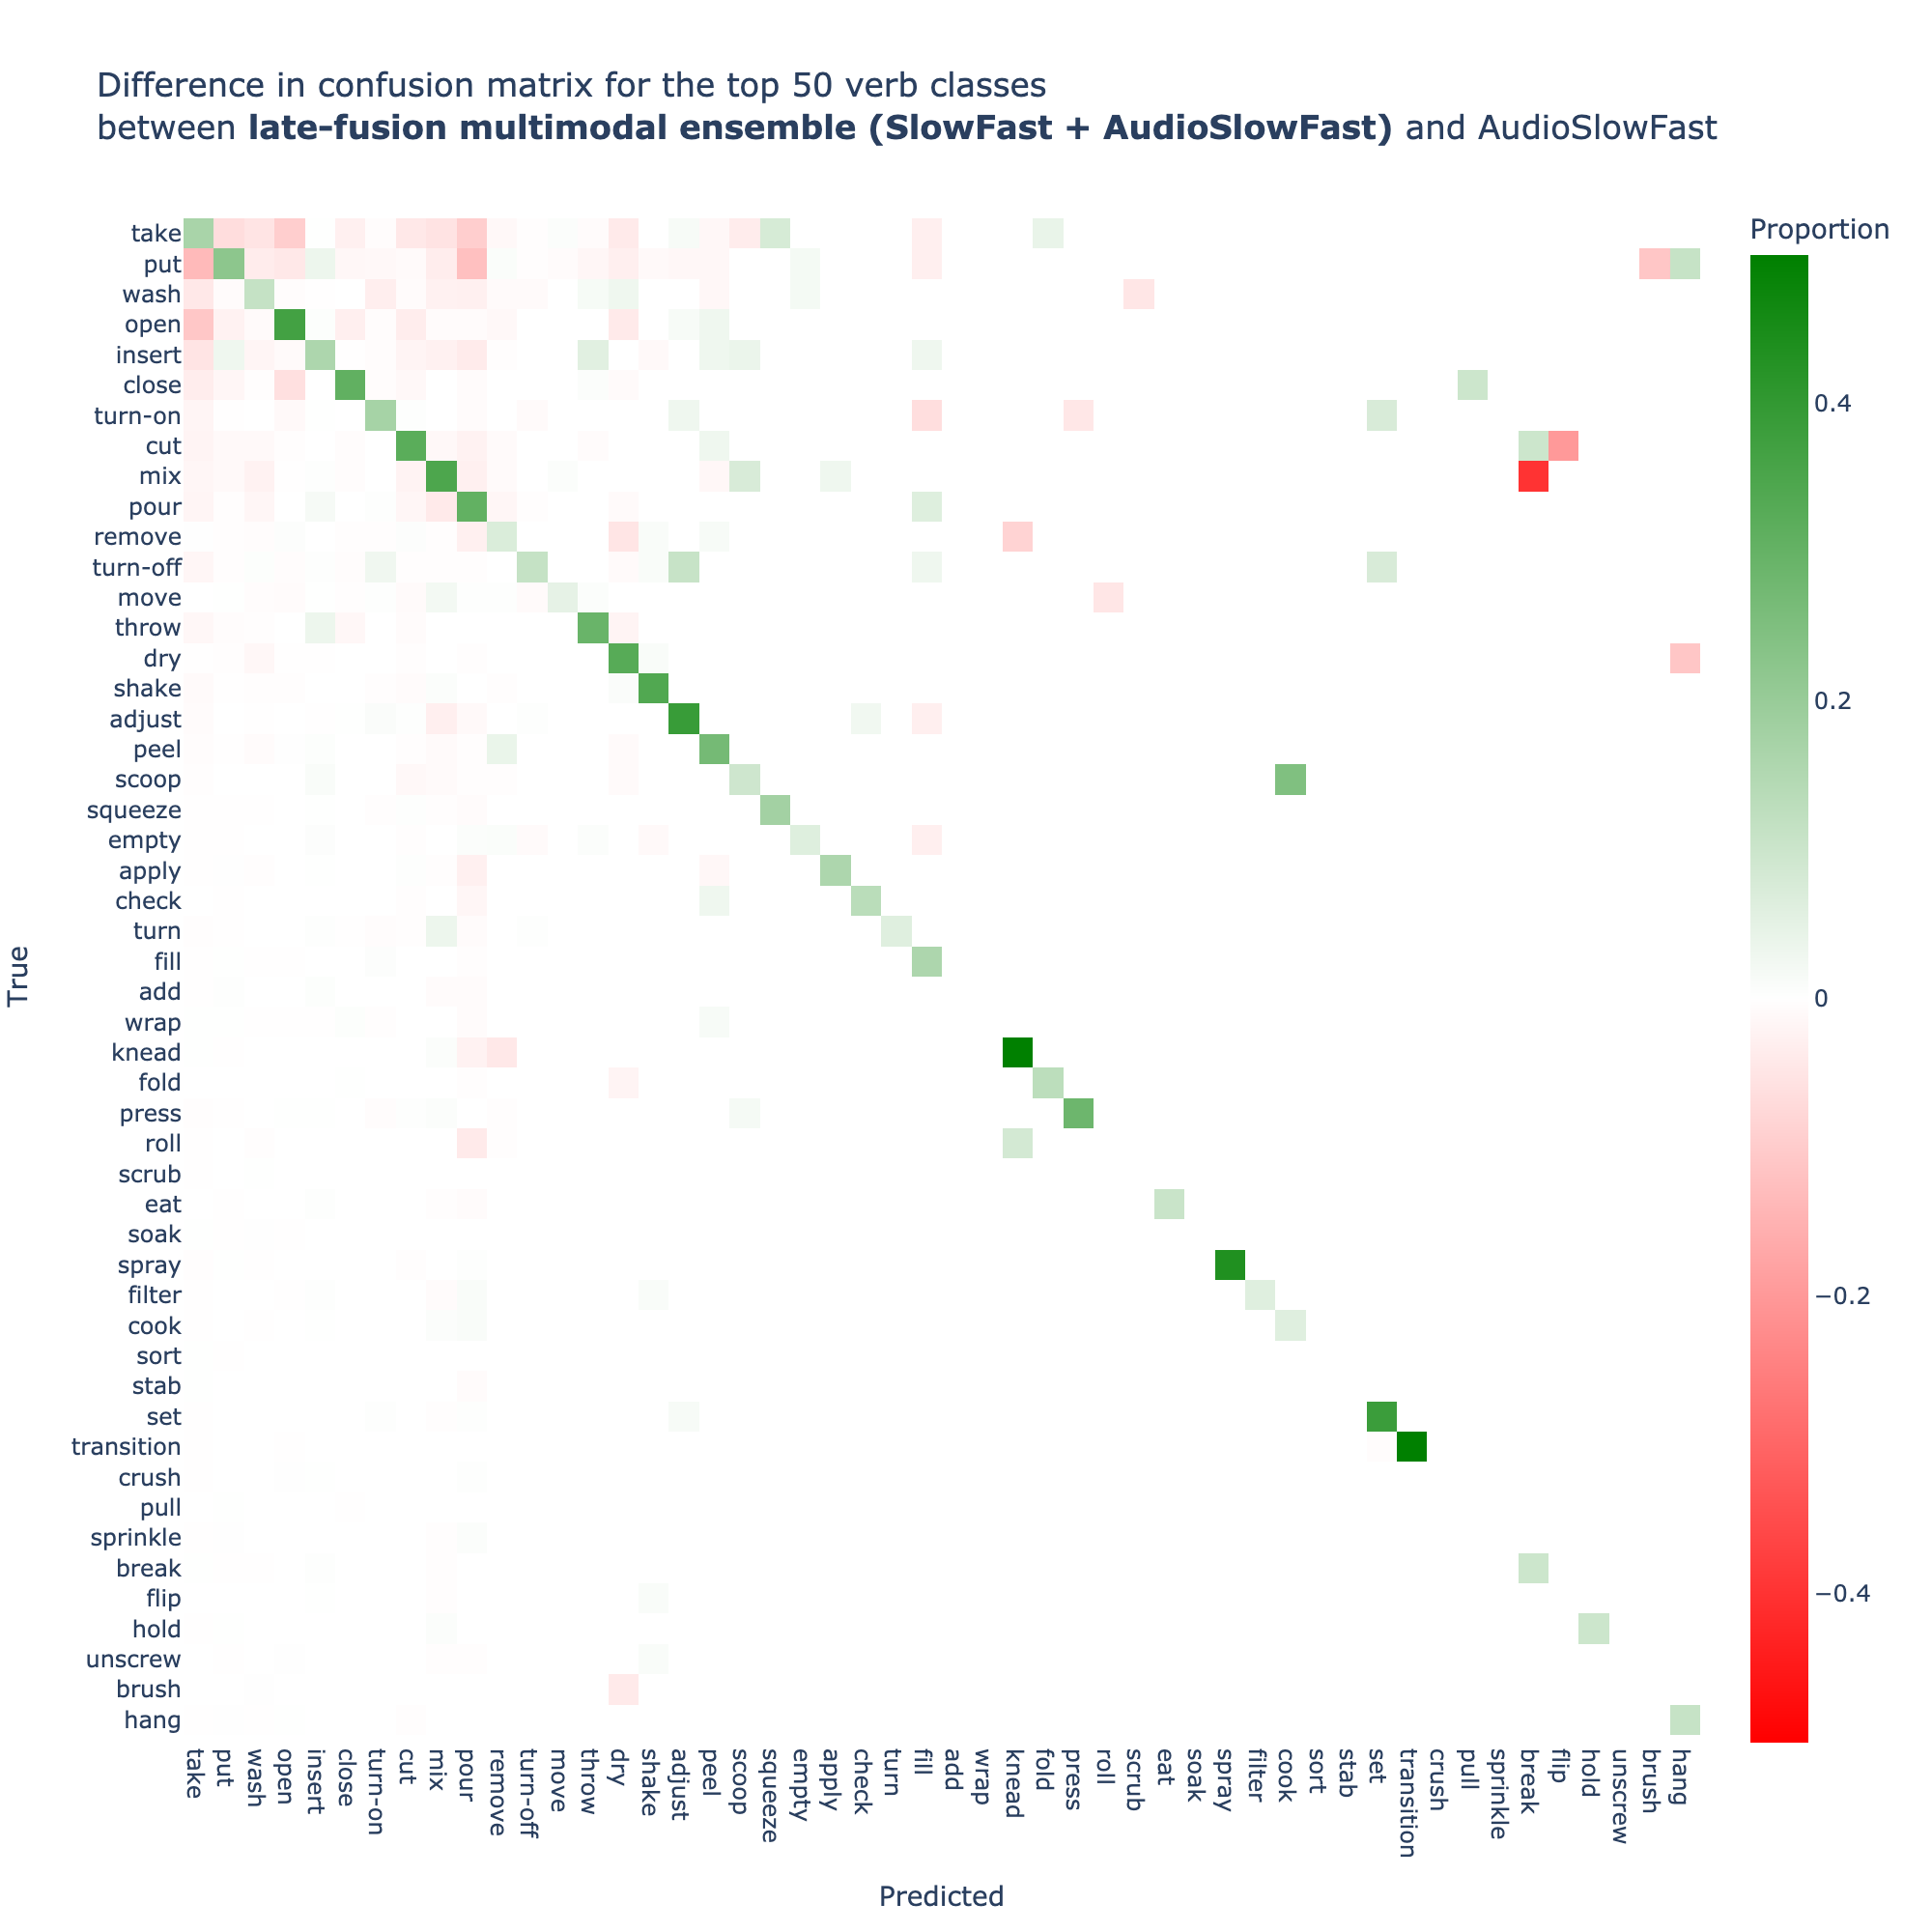 Difference in confusion matrix for the top 50 verb classes
between late-fusion multimodal ensemble (SlowFast + AudioSlowFast) and AudioSlowFast
Proportion
0.4
0.2
0
−0.2
−0.4
True
take
put
wash
open
insert
close
turn-on
cut
mix
pour
remove
turn-off
move
throw
dry
shake
adjust
peel
scoop
squeeze
empty
apply
check
turn
fill
add
wrap
knead
fold
press
roll
scrub
eat
soak
spray
filter
cook
sort
stab
set
transition
crush
pull
sprinkle
break
flip
hold
unscrew
brush
hang
take
put
wash
open
insert
close
turn-on
cut
mix
pour
remove
turn-off
move
throw
dry
shake
adjust
peel
scoop
squeeze
empty
apply
check
turn
fill
add
wrap
knead
fold
press
roll
scrub
eat
soak
spray
filter
cook
sort
stab
set
transition
crush
pull
sprinkle
break
flip
hold
unscrew
brush
hang
Predicted